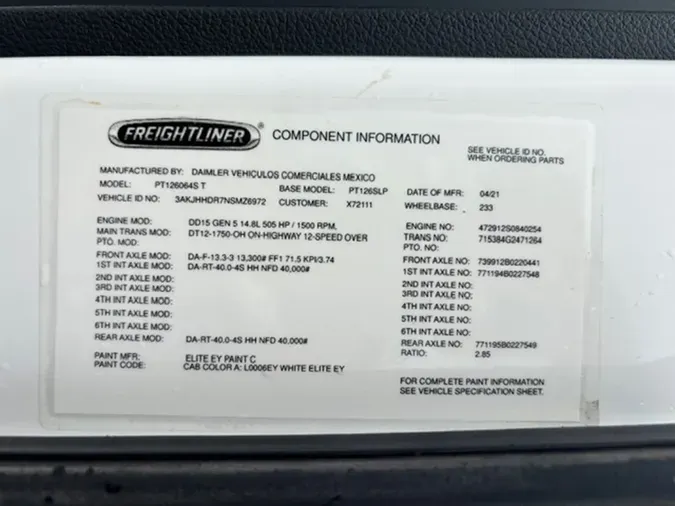 FREIGHTLINER® COMPONENT INFORMATION
SEE VEHICLE ID NO.
WHEN ORDERING PARTS
MANUFACTURED BY: DAIMLER VEHICULOS COMERCIALES MEXICO
MODEL: PT126064S T BASE MODEL: PT126SLP DATE OF MFR: 04/21
VEHICLE ID NO: 3AKJHHDR7NSMZ6972 CUSTOMER: X72111 WHEELBASE: 233
ENGINE MOD: DD15 GEN 5 14.8L 505 HP / 1500 RPM, ENGINE NO: 472912S0840254
MAIN TRANS MOD: DT12-1750-OH ON-HIGHWAY 12-SPEED OVER TRANS NO: 715384G2471264
PTO. MOD: PTO. NO:
FRONT AXLE MOD: DA-F-13.3-3 13,300# FF1 71.5 KPI/3.74 FRONT AXLE NO: 739912B0220441
1ST INT AXLE MOD: DA-RT-40.0-4S HH NFD 40,000# 1ST INT AXLE NO: 771194B0227548
2ND INT AXLE MOD: 2ND INT AXLE NO:
3RD INT AXLE MOD: 3RD INT AXLE NO:
4TH INT AXLE MOD: 4TH INT AXLE NO:
5TH INT AXLE MOD: 5TH INT AXLE NO:
6TH INT AXLE MOD: 6TH INT AXLE NO:
REAR AXLE MOD: DA-RT-40.0-4S HH NFD 40,000# REAR AXLE NO: 771195B0227549
RATIO: 2.85
PAINT MFR: ELITE EY PAINT C
PAINT CODE: CAB COLOR A: L0006EY WHITE ELITE EY
FOR COMPLETE PAINT INFORMATION
SEE VEHICLE SPECIFICATION SHEET.